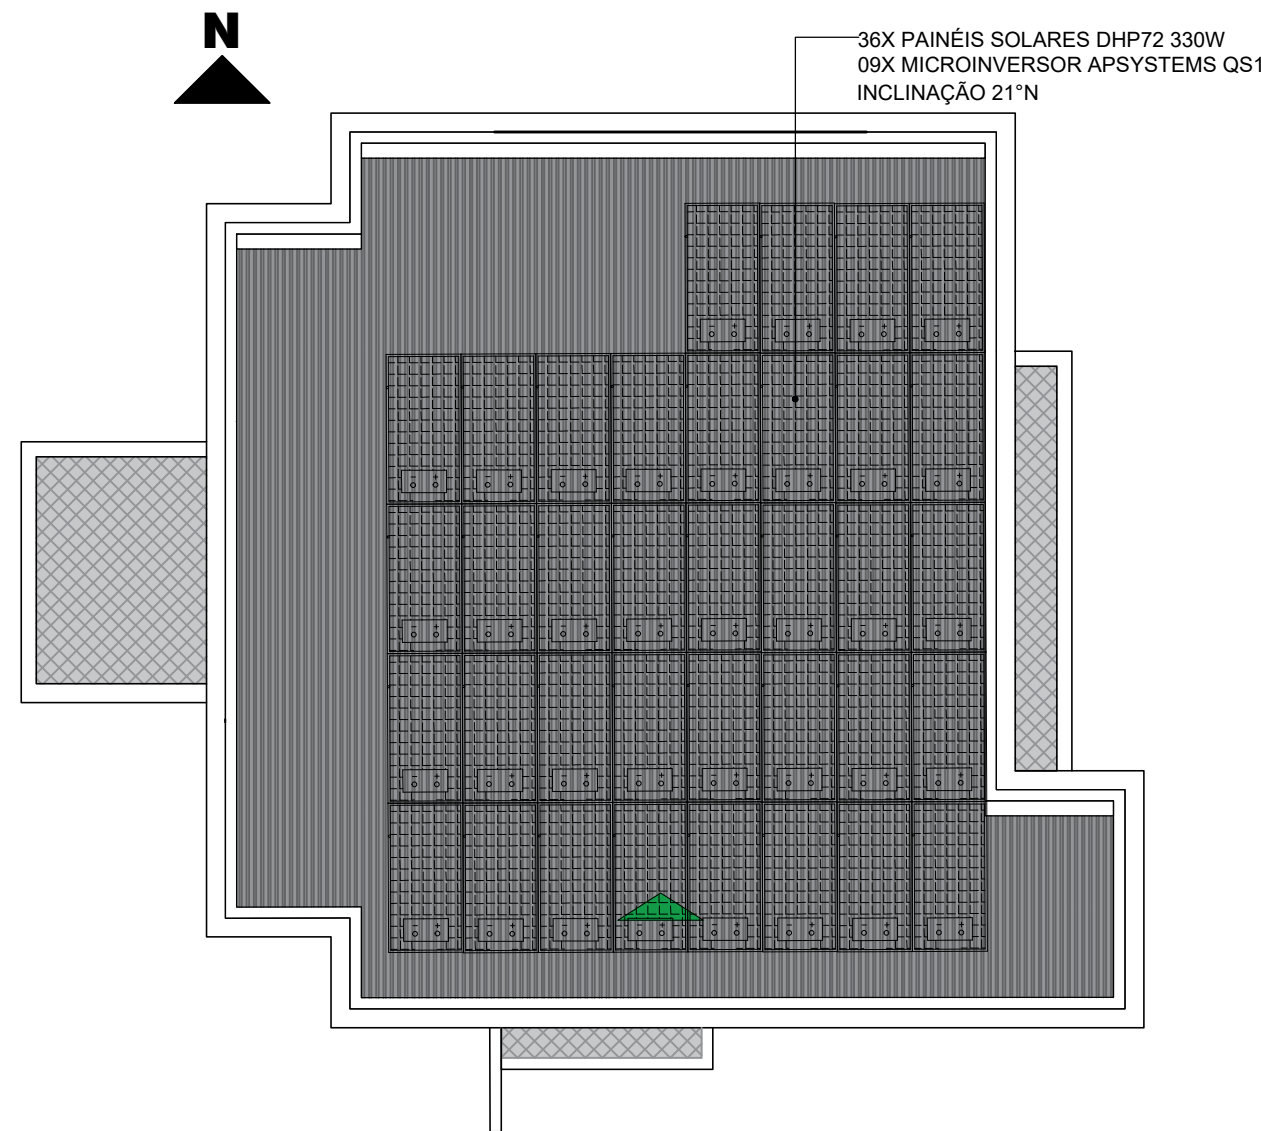 N
36X PAINÉIS SOLARES DHP72 330W
09X MICROINVERSOR APSYSTEMS QS1
INCLINAÇÃO 21°N